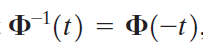 𝚽⁻¹(t) = 𝚽(−t),